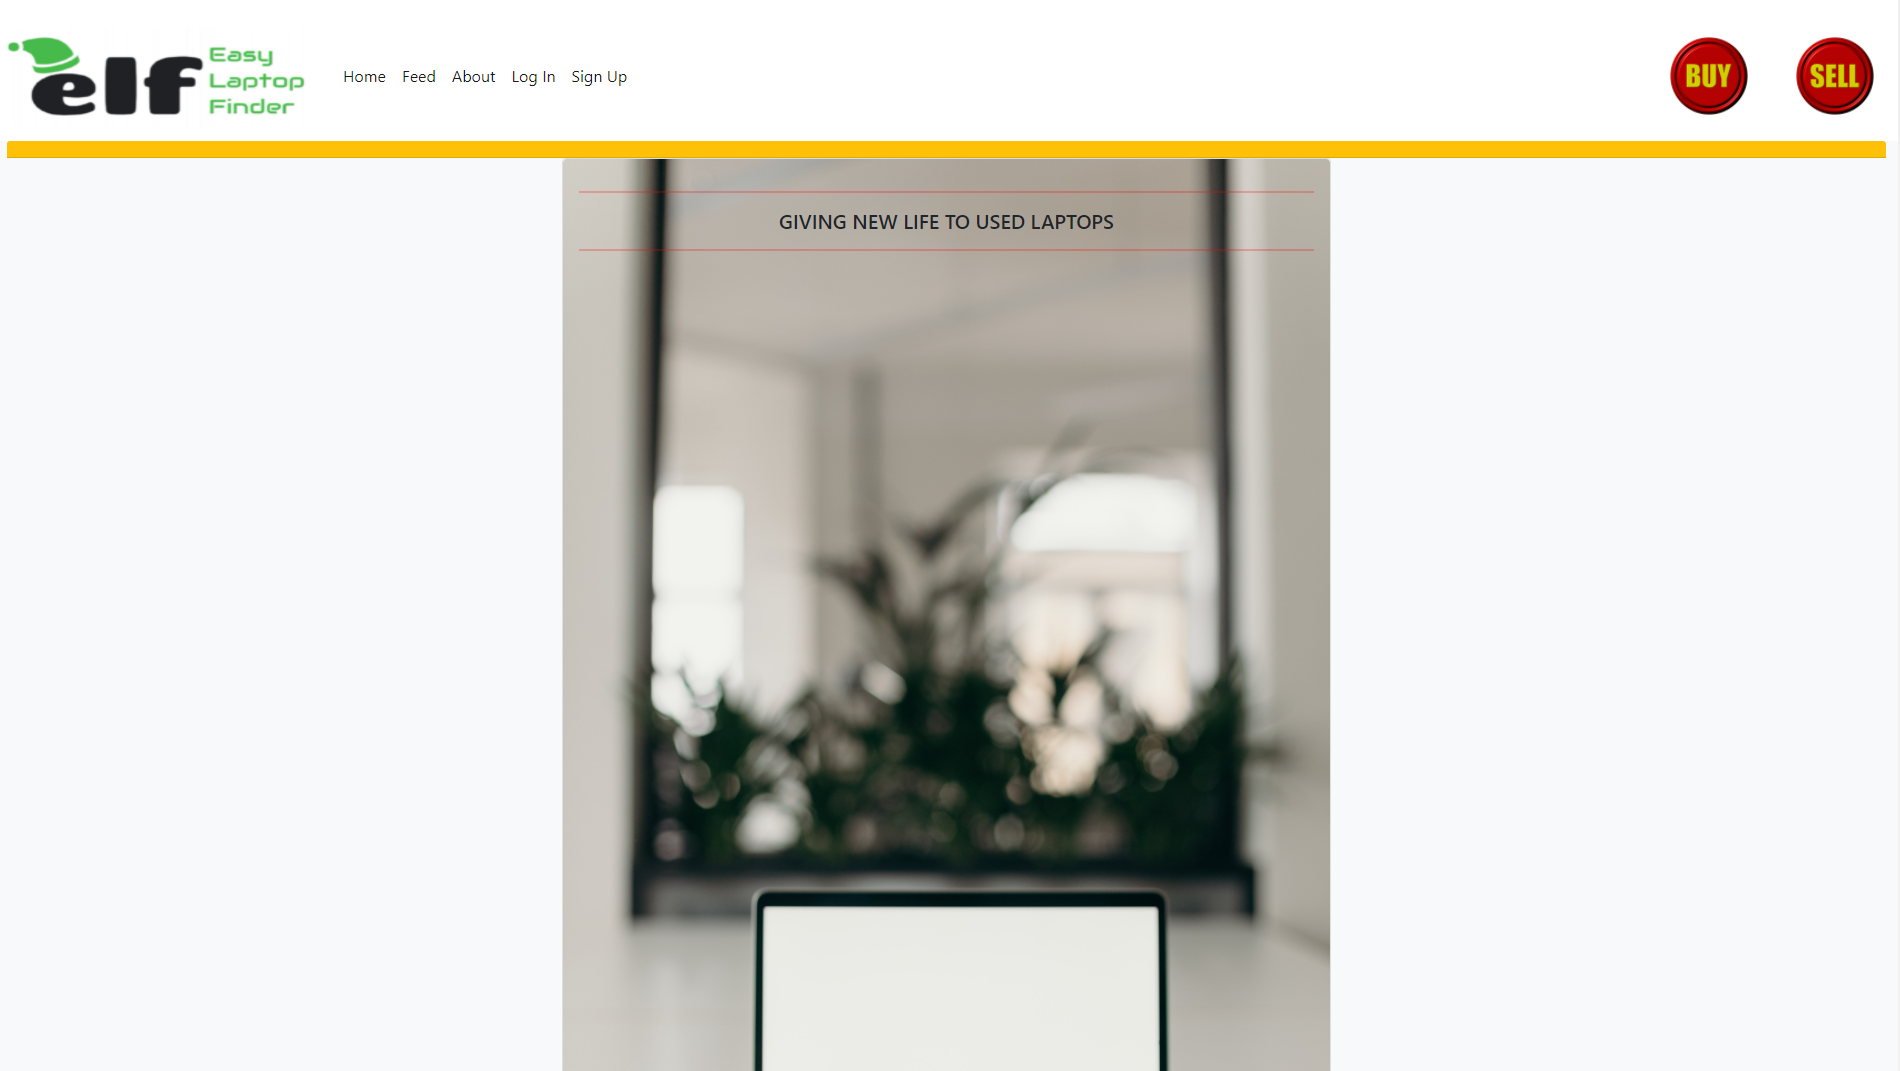 elf
Easy
Laptop
Finder
Home Feed About Log In Sign Up
BUY
SELL
GIVING NEW LIFE TO USED LAPTOPS